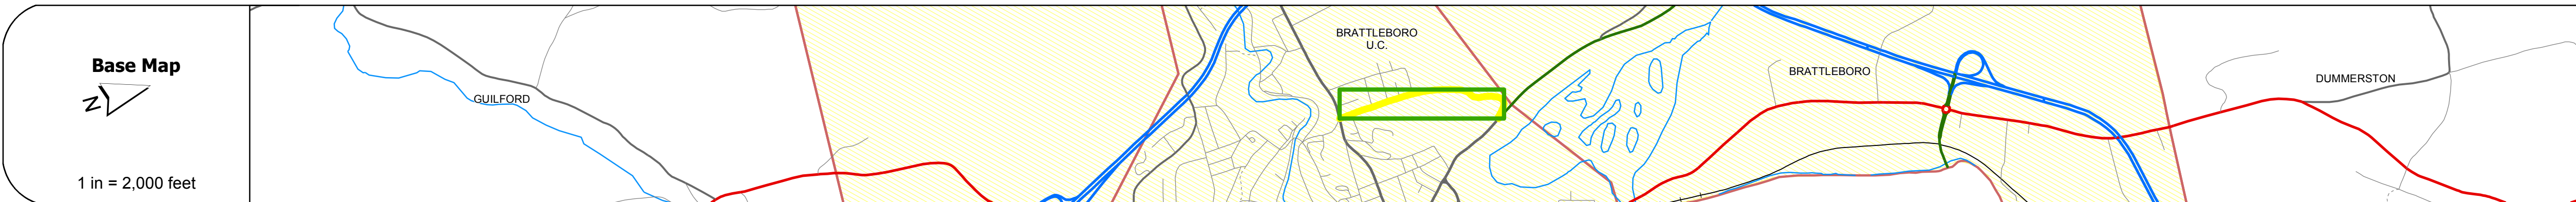 Base Map
N
1 in = 2,000 feet
GUILFORD
BRATTLEBORO
U.C.
BRATTLEBORO
DUMMERSTON